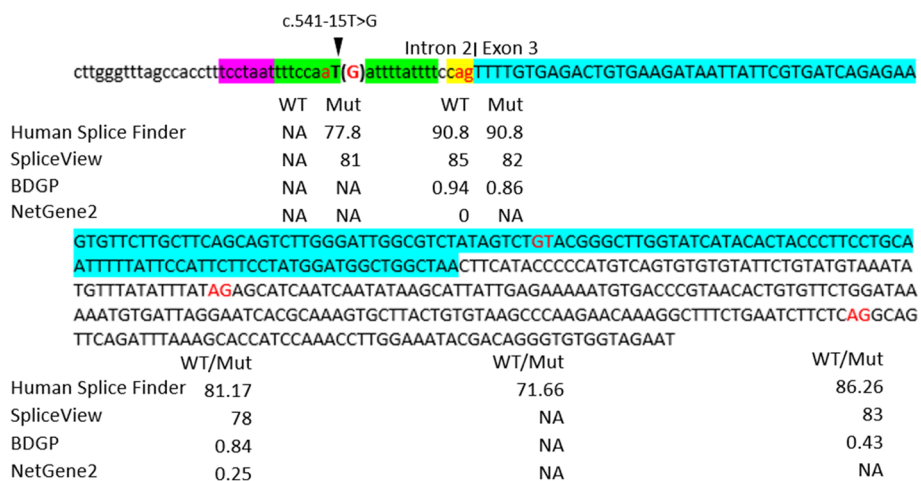 c.541-15T>G
Intron 2 Exon 3
cttgggtttagccaccttttcctaattttccaaT(G)attttattttccagTTTTGTGAGACTGTGAAGATAATTATTCGTGATCAGAGAA
WT Mut WT Mut
Human Splice Finder NA 77.8 90.8 90.8
SpliceView NA 81 85 82
BDGP NA NA 0.94 0.86
NetGene2 NA NA 0 NA
GTGTTCTTGCTTCAGCAGTCTTGGGATTGGCGTCTATAGTCTGTACGGGCTTGGTATCATACACTACCCTTCCTGCA
ATTTTTATTCCATTCTTCCTATGGATGGCTGGCTAACTTCATACCCCCATGTCAGTGTGTGTATTCTGTATGTAAATA
TGTTTATATTTATAGAGCATCAATCAATATAAGCATTATTGAGAAAAATGTGACCCGTAACACTGTGTTCTGGATAA
AAATGTGATTAGGAATCACGCAAAGTGCTTACTGTGTAAGCCCAAGAACAAAGGCTTTCTGAATCTTCTCAGGCAG
TTCAGATTTAAAGCACCATCCAAACCTTGGAAATACGACAGGGTGTGGTAGAAT
WT/Mut WT/Mut WT/Mut
Human Splice Finder 81.17 71.66 86.26
SpliceView 78 NA 83
BDGP 0.84 NA 0.43
NetGene2 0.25 NA NA